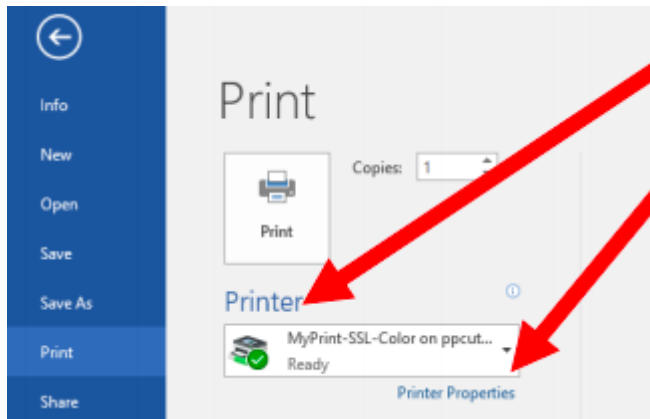 Print
Info
New
Open
Save
Save As
Print
Share
Copies: 1
Print
Printer
MyPrint-SSL-Color on ppcut...
Ready
Printer Properties